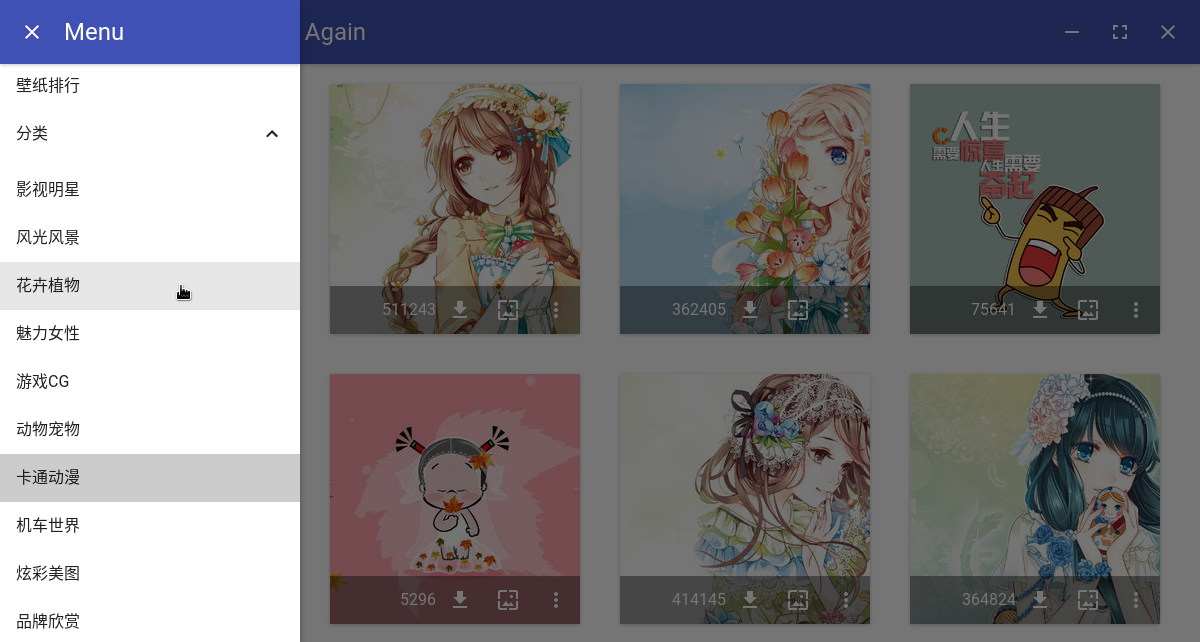 Menu
Again
壁纸排行
分类
影视明星
风光风景
花卉植物
魅力女性
游戏CG
动物宠物
卡通动漫
机车世界
炫彩美图
品牌欣赏
511243
362405
人生
需要惊喜
人生需要
奋起
75641
5296
414145
364824